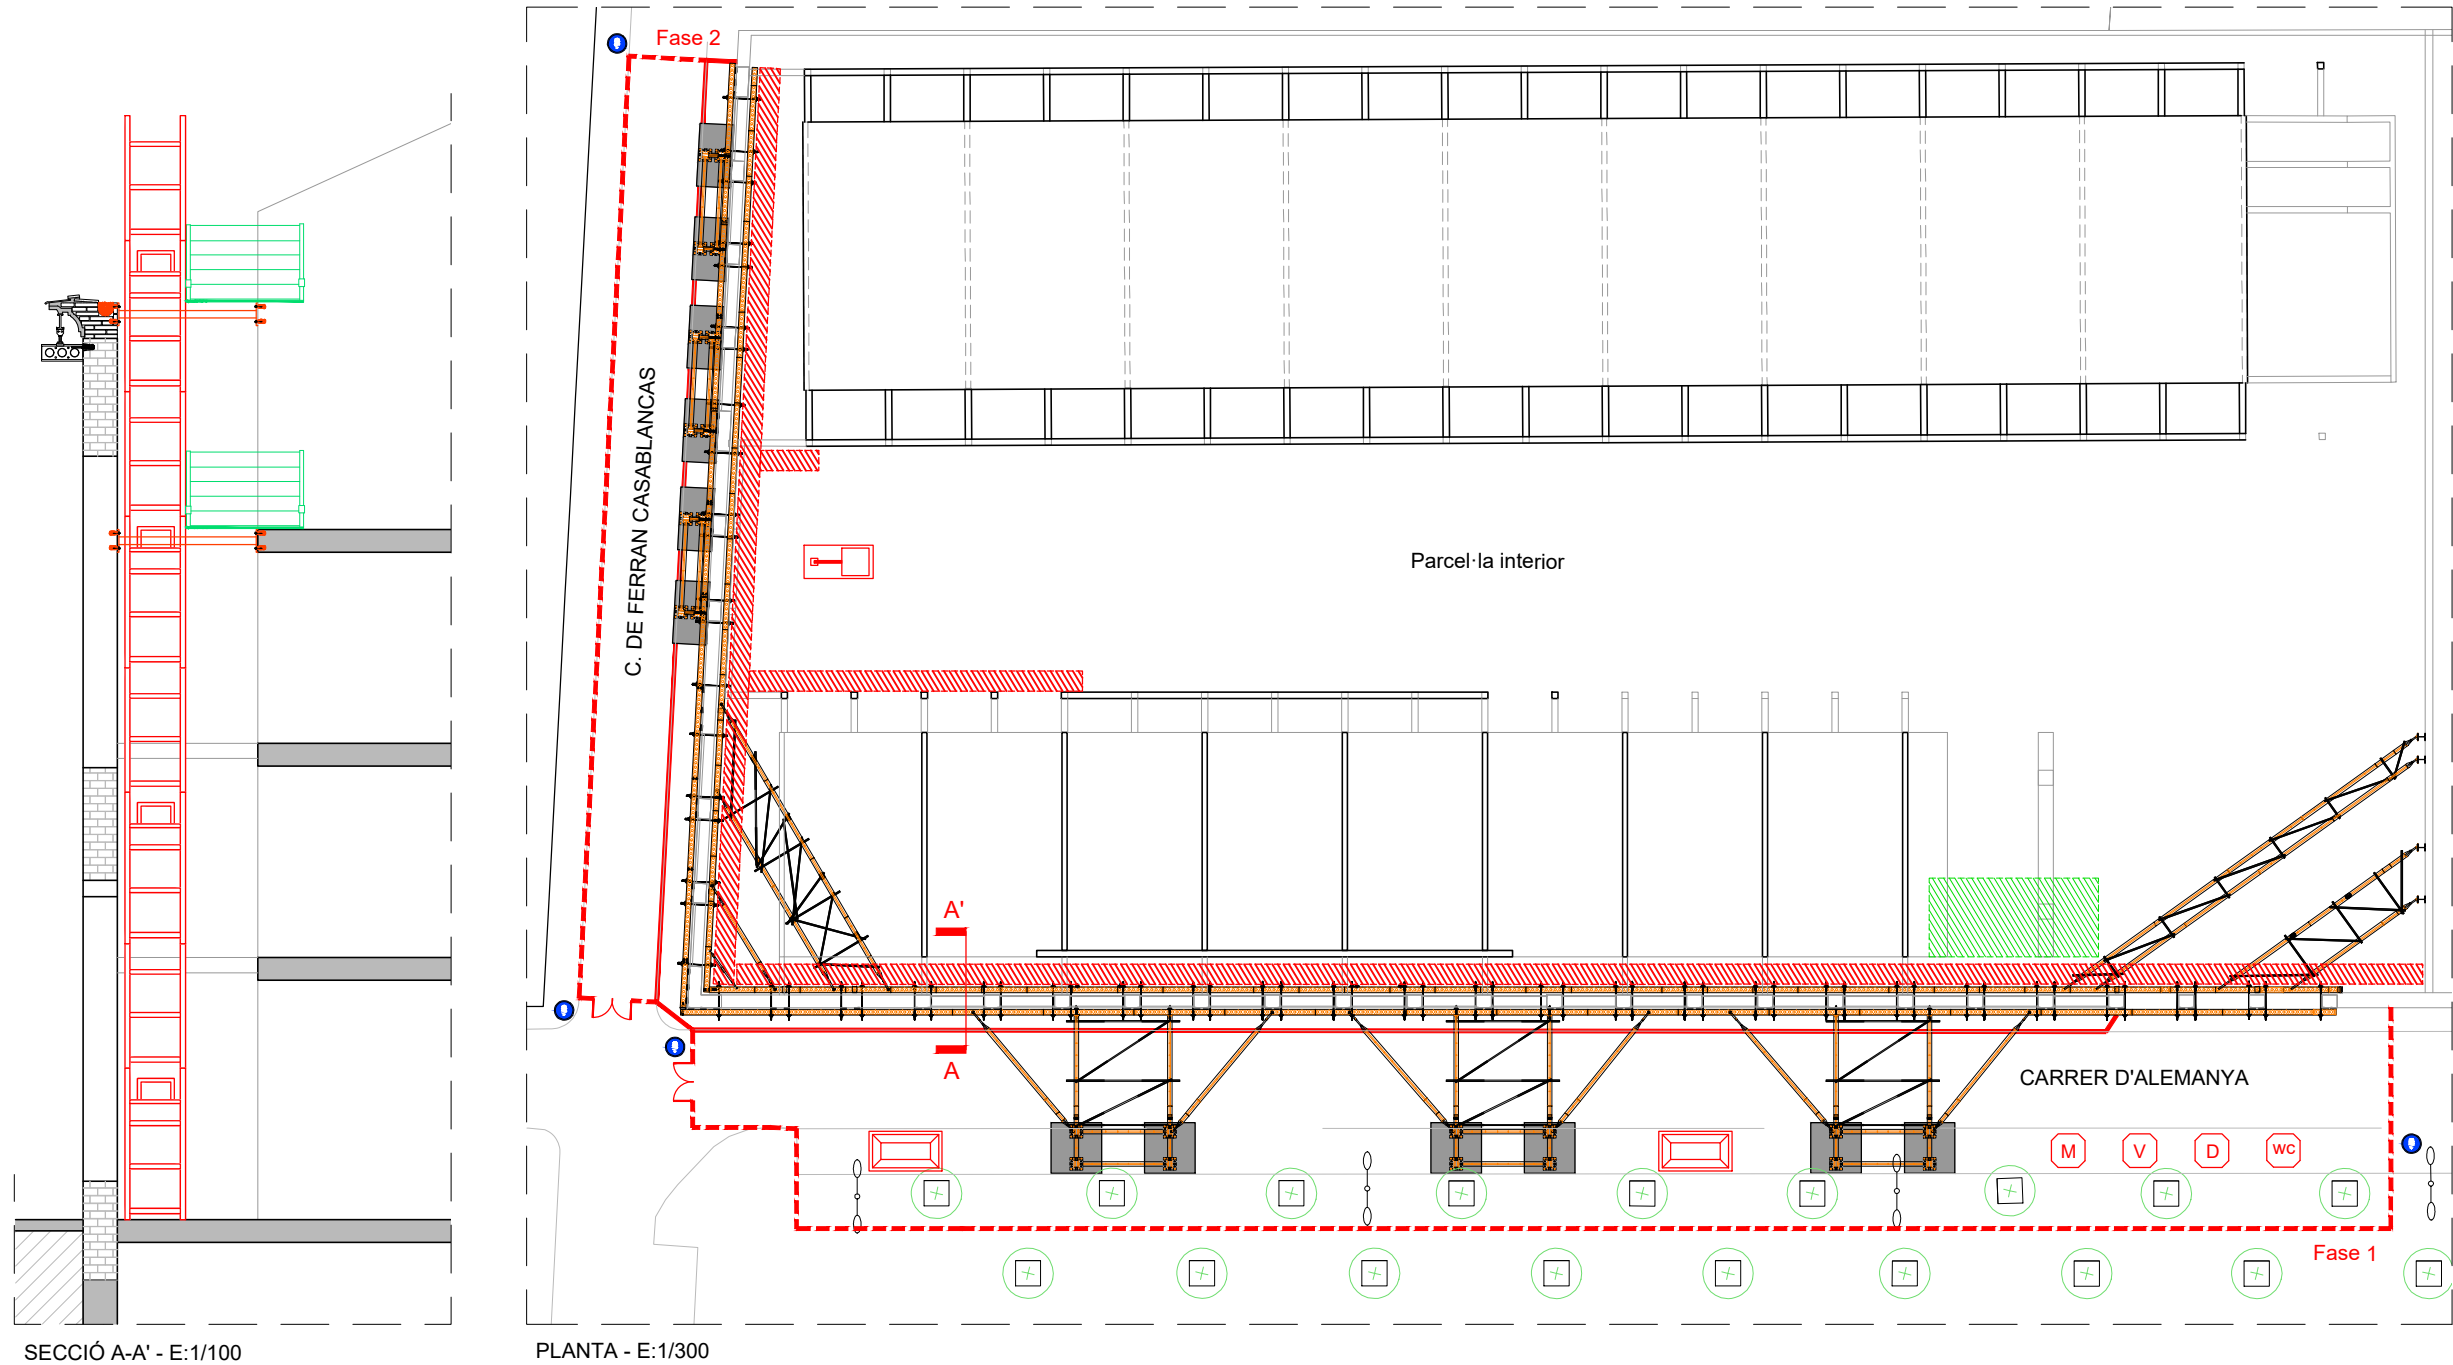 Fase 2
C. DE FERRAN CASABLANCAS
Parcel·la interior
A'
A
CARRER D'ALEMANYA
M
V
D
WC
Fase 1
SECCIÓ A-A' - E:1/100
PLANTA - E:1/300